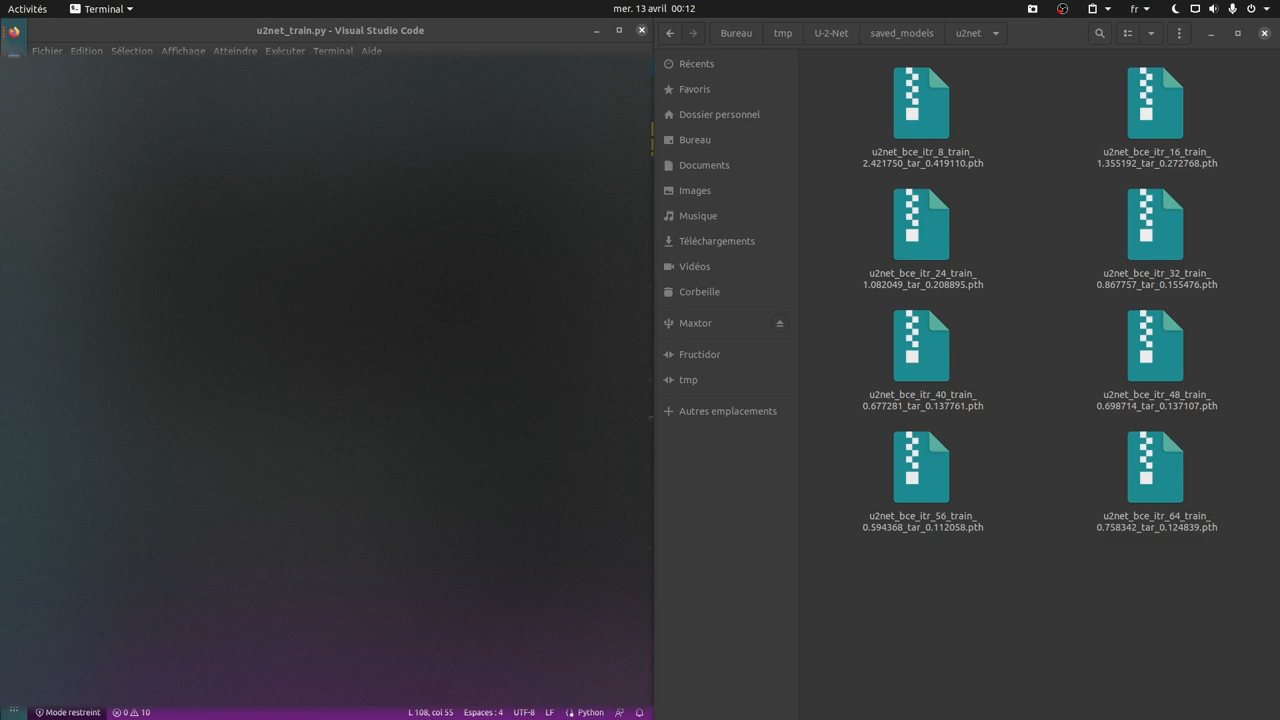 Activités
Terminal
mer. 13 avril  00:12
fr
u2net_train.py - Visual Studio Code
Fichier Edition Sélection Affichage Atteindre Exécuter Terminal Aide
Mode restreint
0
10
L 108, col 55
Espaces : 4
UTF-8
LF
Python
Bureau
tmp
U-2-Net
saved_models
u2net
Récents
Favoris
Dossier personnel
Bureau
Documents
Images
Musique
Téléchargements
Vidéos
Corbeille
Maxtor
Fructidor
tmp
Autres emplacements
u2net_bce_itr_8_train_
2.421750_tar_0.419110.pth
u2net_bce_itr_16_train_
1.355192_tar_0.272768.pth
u2net_bce_itr_24_train_
1.082049_tar_0.208895.pth
u2net_bce_itr_32_train_
0.867757_tar_0.155476.pth
u2net_bce_itr_40_train_
0.677281_tar_0.137761.pth
u2net_bce_itr_48_train_
0.698714_tar_0.137107.pth
u2net_bce_itr_56_train_
0.594368_tar_0.112058.pth
u2net_bce_itr_64_train_
0.758342_tar_0.124839.pth